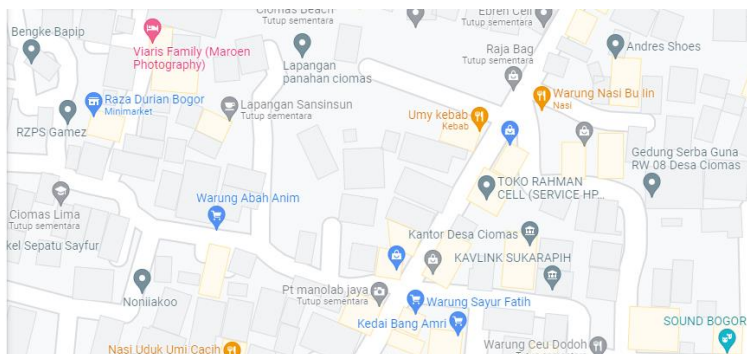 Ciomas Beach
Tutup sementara
Ebren Cell
Tutup sementara
Bengke Bapip
Viaris Family (Maroen
Photography)
Lapangan
panahan ciomas
Raja Bag
Tutup sementara
Andres Shoes
Raza Durian Bogor
Minimarket
Lapangan Sansinsun
Tutup sementara
Umy kebab
Kebab
Warung Nasi Bu Iin
Nasi
RZPS Gamez
Gedung Serba Guna
RW 08 Desa Ciomas
TOKO RAHMAN
CELL (SERVICE HP...
Warung Abah Anim
Ciomas Lima
Tutup sementara
Kantor Desa Ciomas
kel Sepatu Sayfur
KAVLINK SUKARAPIH
Noniiakoo
Pt manolab jaya
Tutup sementara
Warung Sayur Fatih
Kedai Bang Amri
SOUND BOGOR
Nasi Uduk Umi Cacih
Warung Ceu Dodoh
Tutup sementara